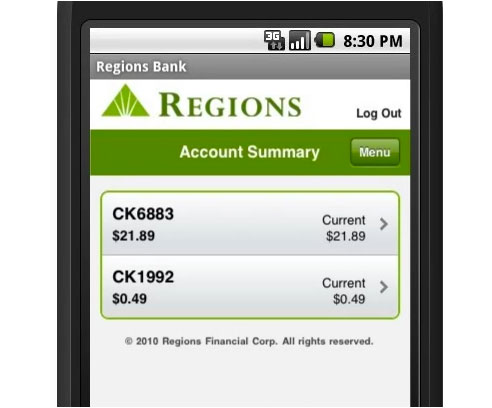 3G 8:30 PM
Regions Bank
REGIONS
Log Out
Account Summary Menu
CK6883
Current
$21.89 $21.89
CK1992
Current
$0.49 $0.49
© 2010 Regions Financial Corp. All rights reserved.